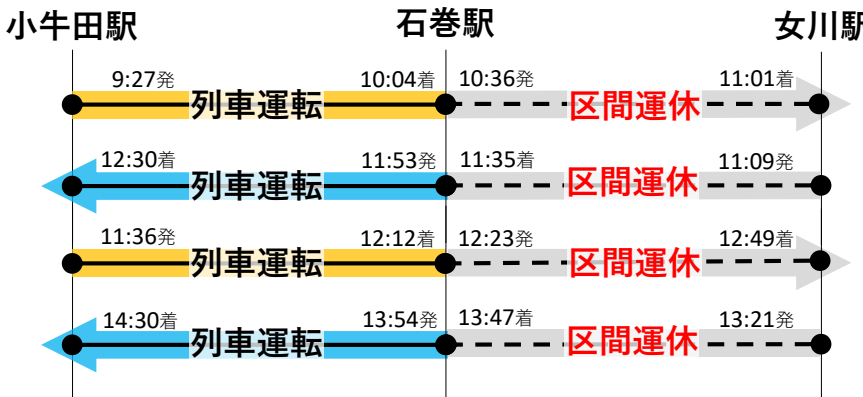 小牛田駅 石巻駅 女川駅
9:27発 10:04着 10:36発 11:01着
列車運転 区間運休
12:30着 11:53発 11:35着 11:09発
列車運転 区間運休
11:36発 12:12着 12:23発 12:49着
列車運転 区間運休
14:30着 13:54発 13:47着 13:21発
列車運転 区間運休